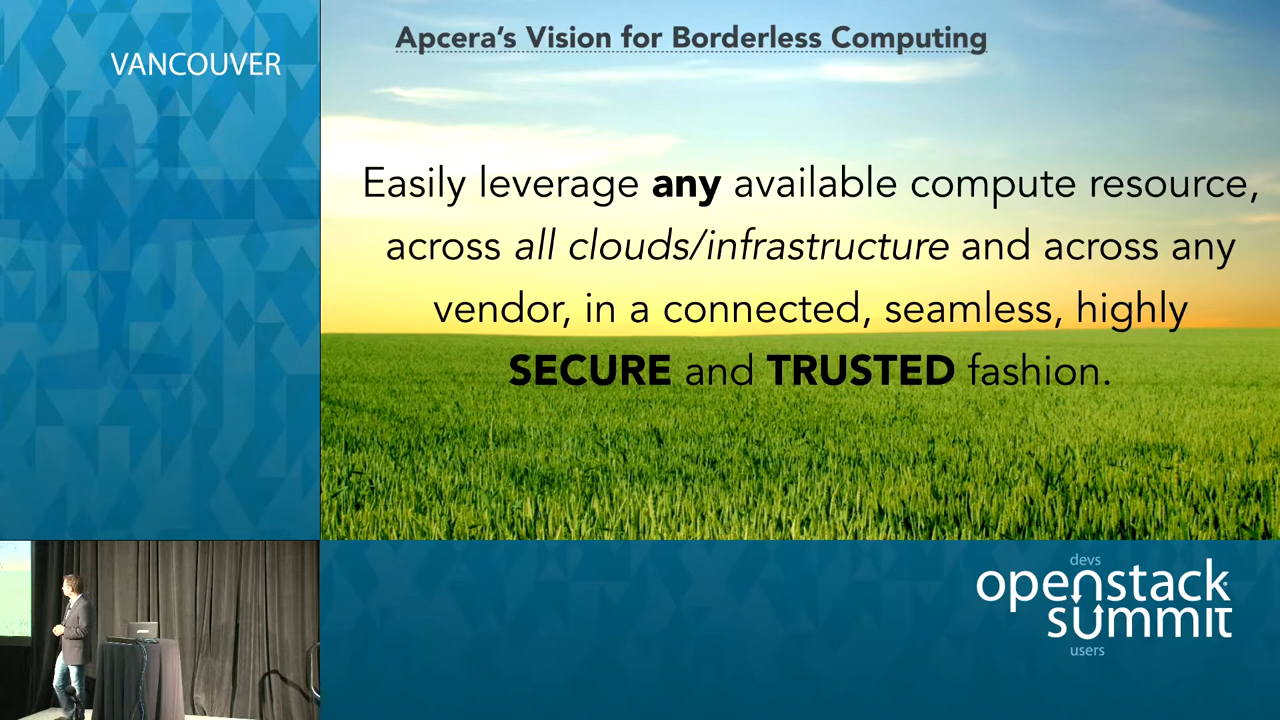 VANCOUVER
Apcera's Vision for Borderless Computing
Easily leverage any available compute resource,
across all clouds/infrastructure and across any
vendor, in a connected, seamless, highly
SECURE and TRUSTED fashion.
devs
openstack
summit
users